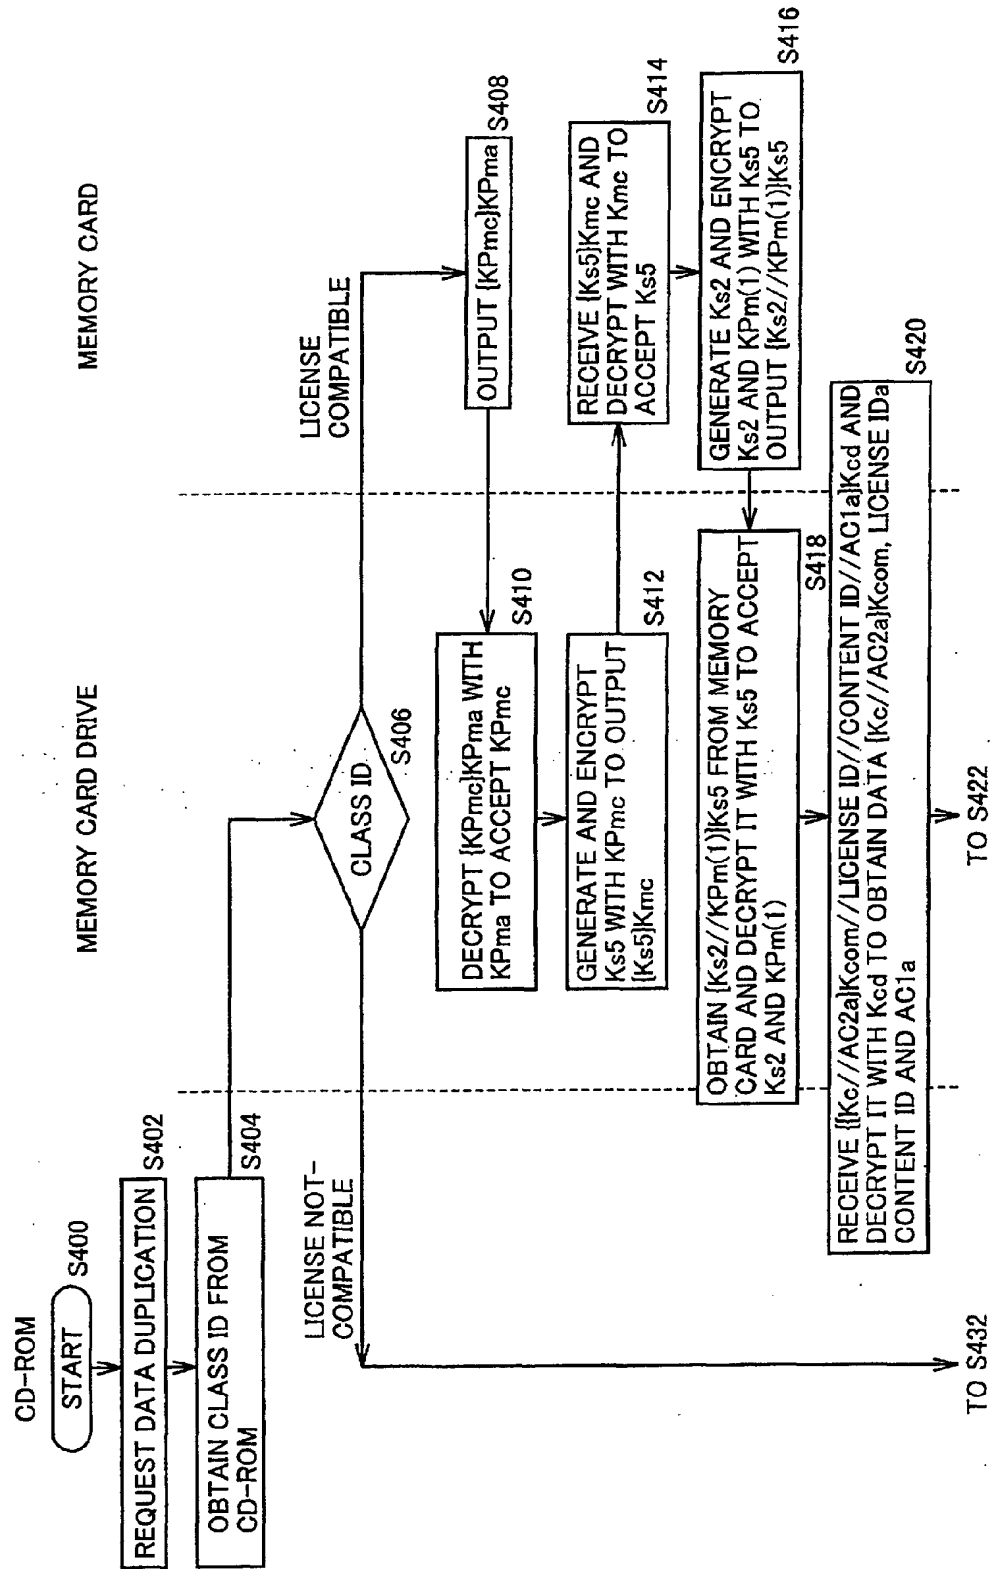 CD-ROM
MEMORY CARD DRIVE
MEMORY CARD
START
S400
REQUEST DATA DUPLICATION
S402
OBTAIN CLASS ID FROM
CD-ROM
S404
CLASS ID
S406
LICENSE NOT-
COMPATIBLE
LICENSE
COMPATIBLE
OUTPUT {KPmc}KPma
S408
DECRYPT {KPmc}KPma WITH
KPma TO ACCEPT KPmc
S410
GENERATE AND ENCRYPT
Ks5 WITH KPmc TO OUTPUT
{Ks5}Kmc
S412
RECEIVE {Ks5}Kmc AND
DECRYPT WITH Kmc TO
ACCEPT Ks5
S414
GENERATE Ks2 AND ENCRYPT
Ks2 AND KPm(1) WITH Ks5 TO
OUTPUT {Ks2//KPm(1)}Ks5
S416
OBTAIN {Ks2//KPm(1)}Ks5 FROM MEMORY
CARD AND DECRYPT IT WITH Ks5 TO ACCEPT
Ks2 AND KPm(1)
S418
RECEIVE {{Kc//AC2a}Kcom//LICENSE ID//CONTENT ID//AC1a}Kcd AND
DECRYPT IT WITH Kcd TO OBTAIN DATA {Kc//AC2a}Kcom, LICENSE IDa
CONTENT ID AND AC1a
S420
TO S432
TO S422